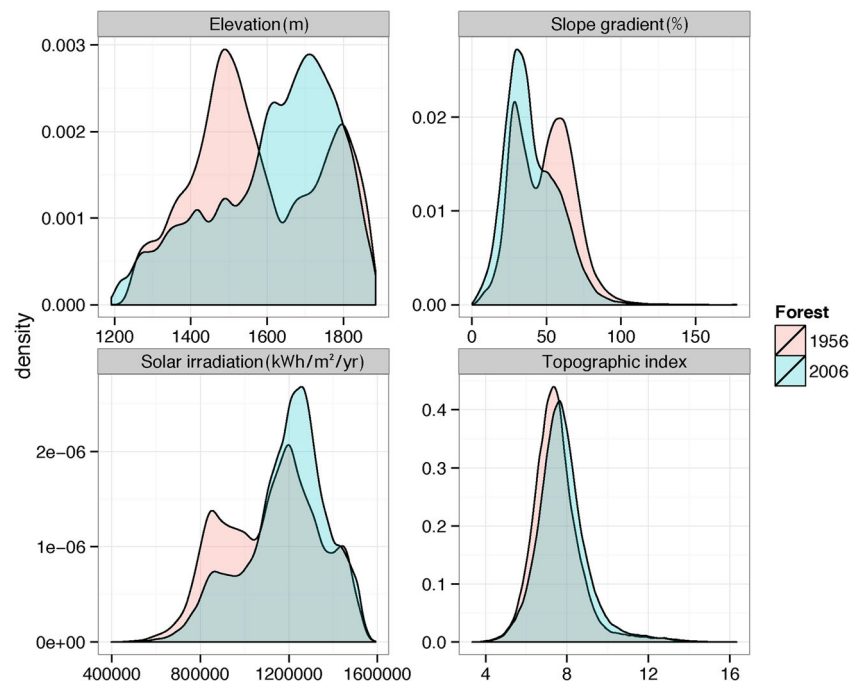 Elevation (m)
Slope gradient (%)
0.003
0.002
0.001
0.000
1200 1400 1600 1800
0.02
0.01
0.00
0 50 100 150
density
Solar irradiation (kWh/m²/yr)
Topographic index
2e−06
1e−06
0e+00
400000 800000 1200000 1600000
0.4
0.3
0.2
0.1
0.0
4 8 12 16
Forest
1956
2006